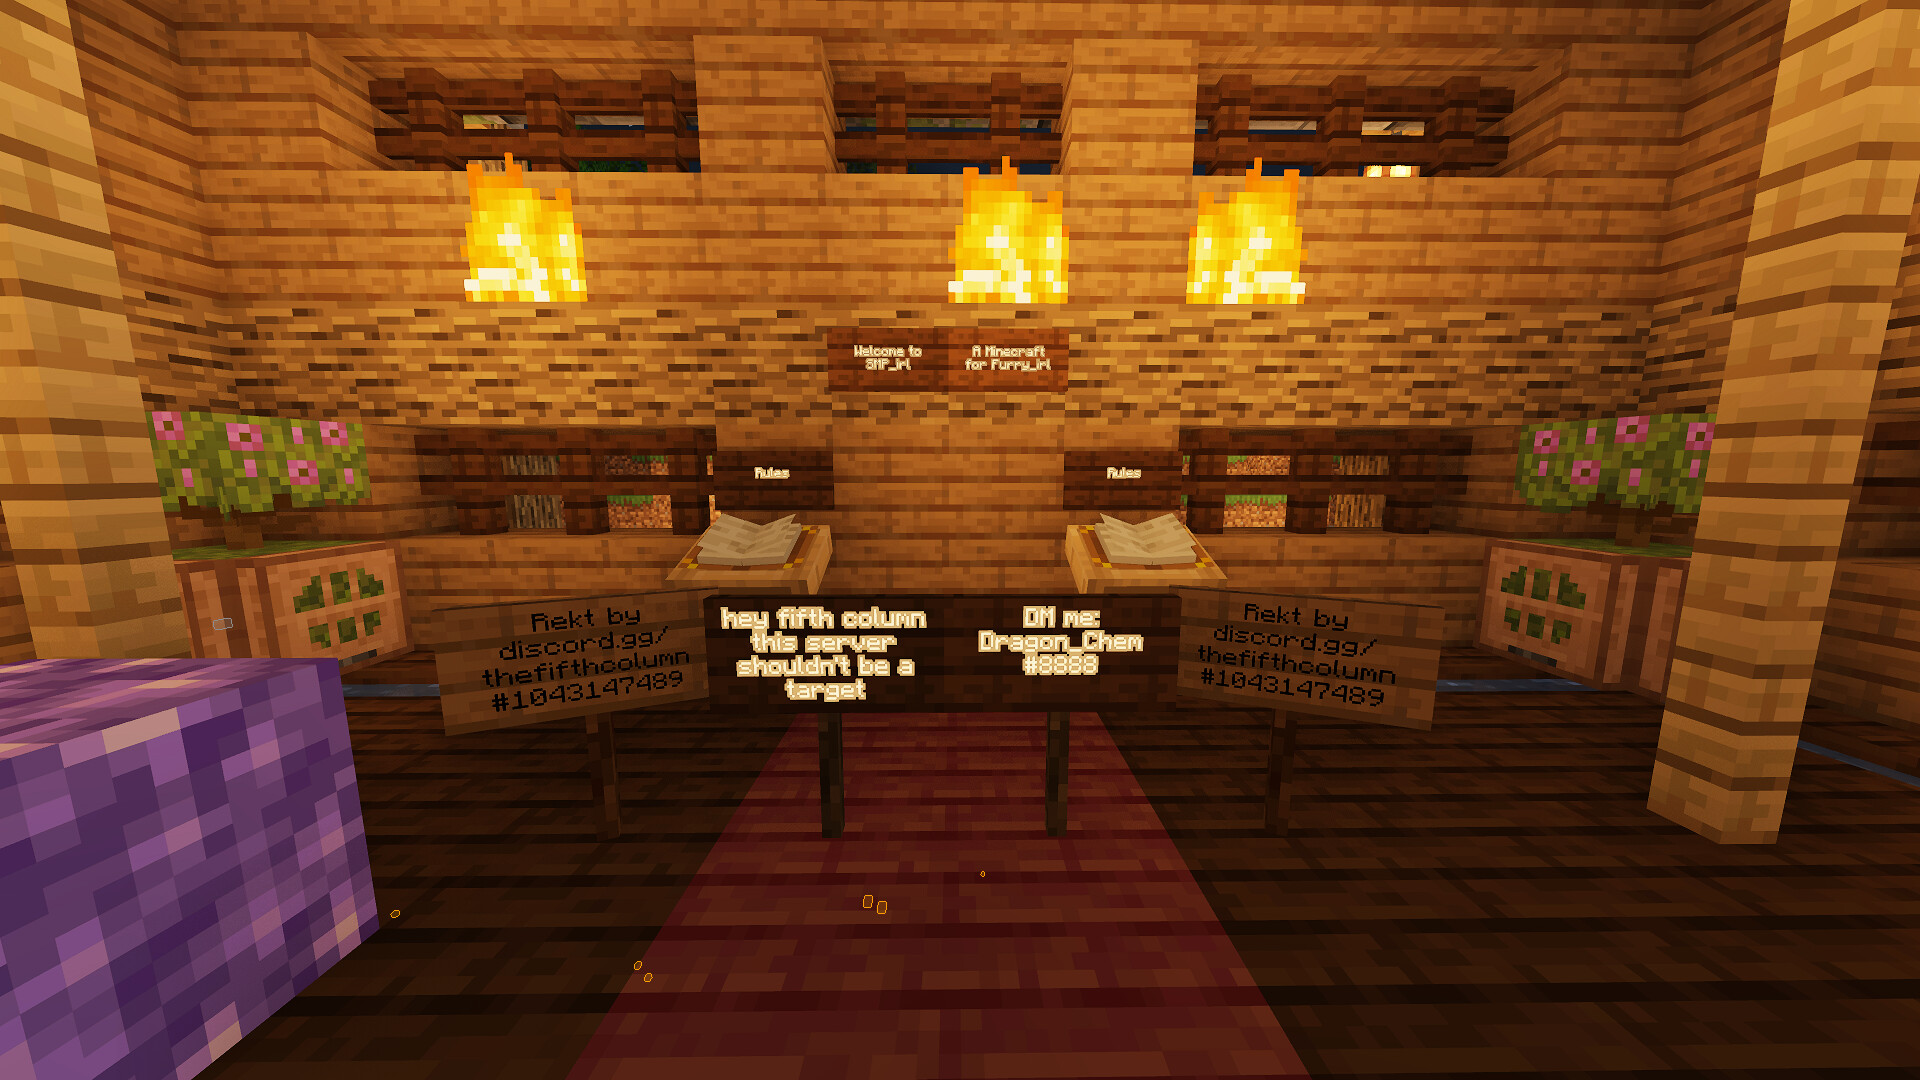 Welcome to
SMP_irl
A Minecraft
for Furry_irl
Rules
Rules
Rekt by
discord.gg/
thefifthcolumn
#1043147489
hey fifth column
this server
shouldn't be a
target
DM me:
Dragon_Chem
#8888
Rekt by
discord.gg/
thefifthcolumn
#1043147489